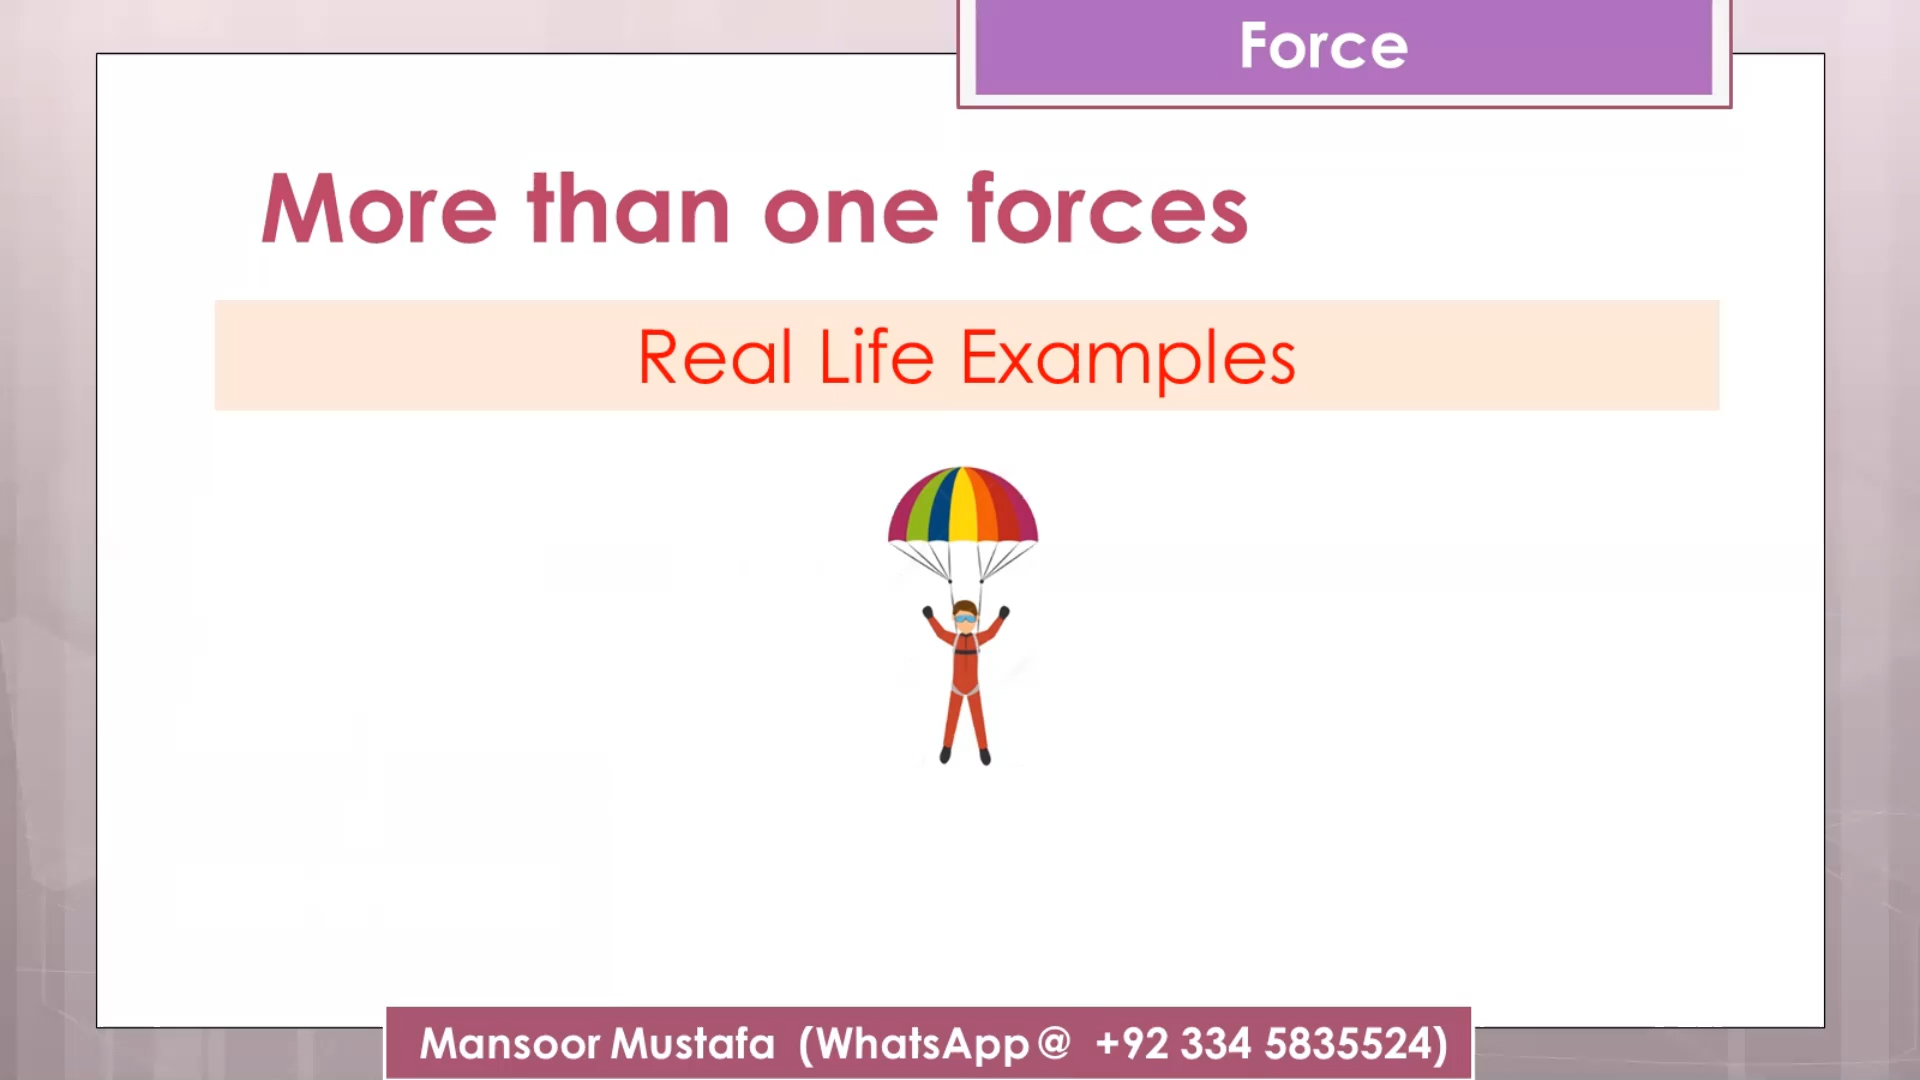 Force
More than one forces
Real Life Examples
Mansoor Mustafa (WhatsApp@ +92 334 5835524)